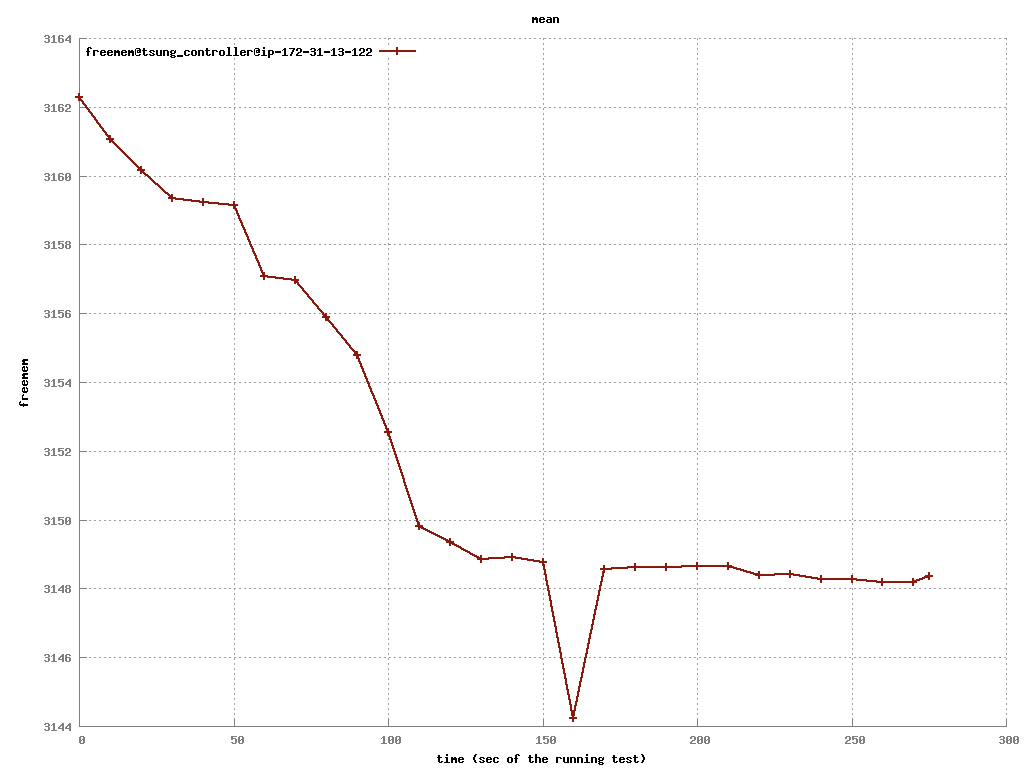 mean
freemem@tsung_controller@ip-172-31-13-122
3164
3162
3160
3158
3156
3154
3152
3150
3148
3146
3144
freemem
0 50 100 150 200 250 300
time (sec of the running test)